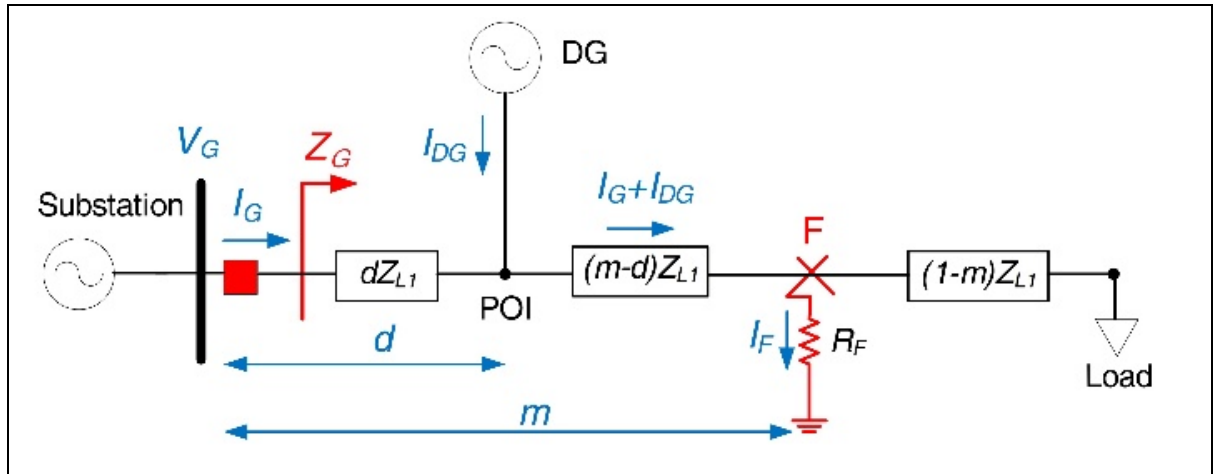 DG
V_G
Z_G
I_DG
Substation
I_G
I_G+I_DG
F
dZ_L1
(m-d)Z_L1
(1-m)Z_L1
POI
I_F
R_F
d
Load
m